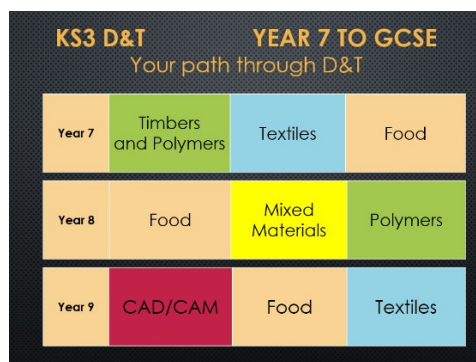 KS3 D&T YEAR 7 TO GCSE
Your path through D&T
Year 7
Timbers
and Polymers
Textiles
Food
Year 8
Food
Mixed
Materials
Polymers
Year 9
CAD/CAM
Food
Textiles